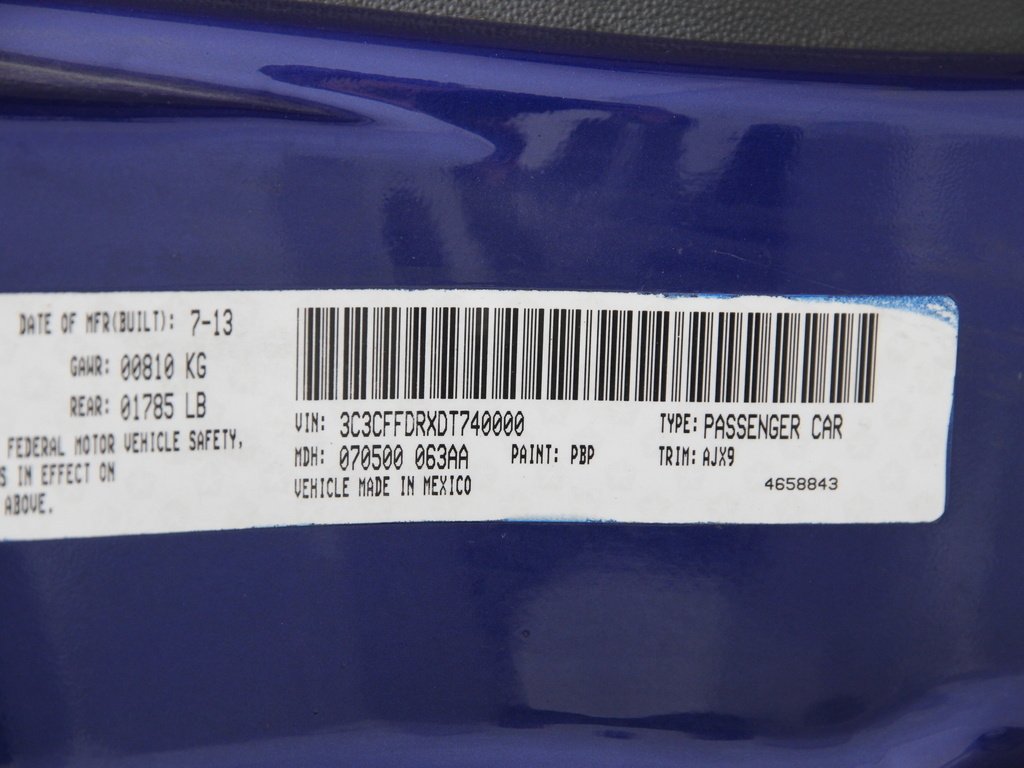 DATE OF MFR(BUILT): 7-13
GAWR: 00810 KG
REAR: 01785 LB
FEDERAL MOTOR VEHICLE SAFETY,
S IN EFFECT ON
ABOVE.
VIN: 3C3CFFDRXDT740000 TYPE: PASSENGER CAR
MDH: 070500 063AA PAINT: PBP TRIM: AJX9
VEHICLE MADE IN MEXICO 4658843